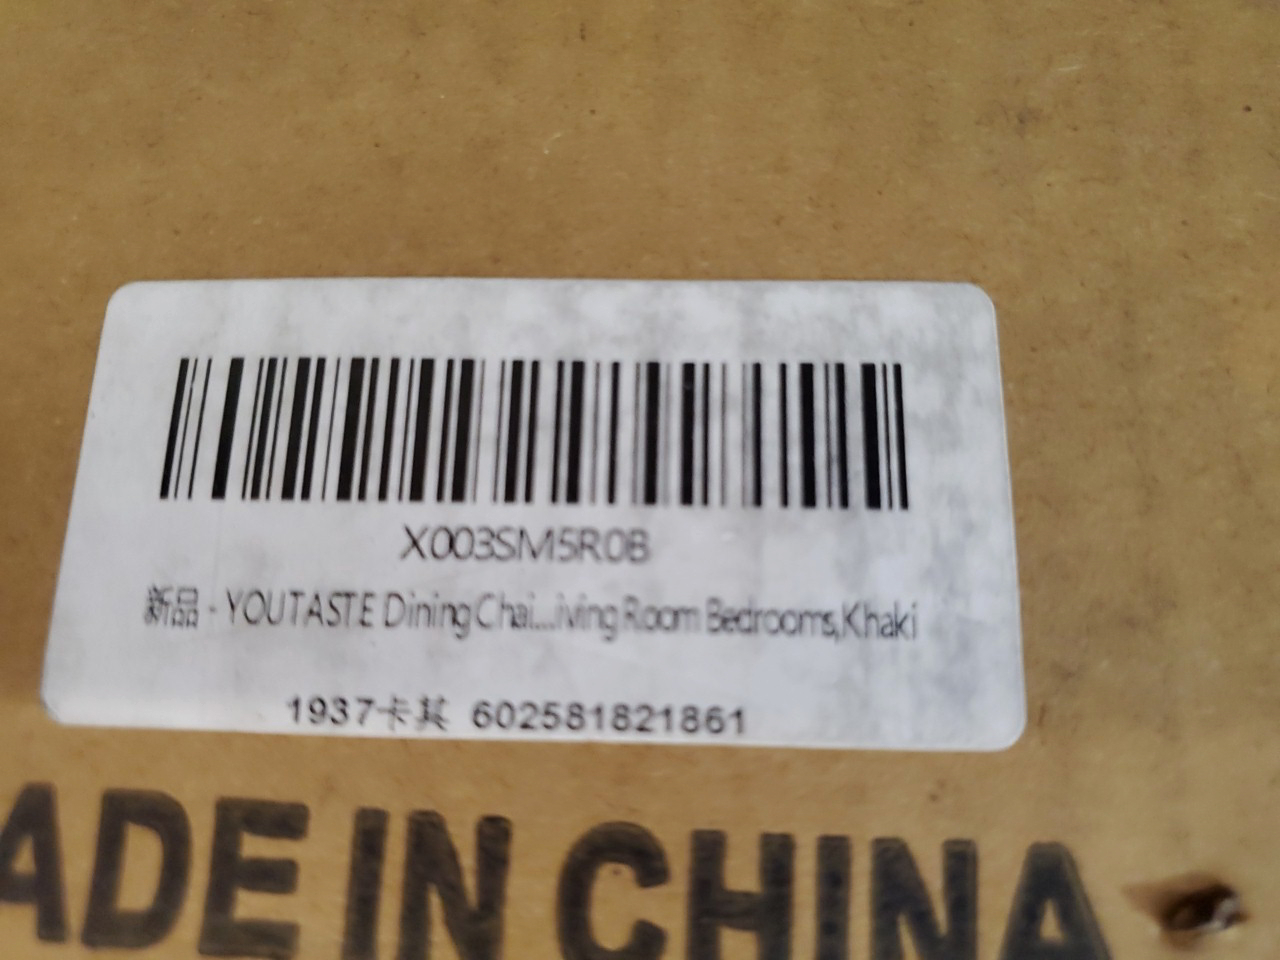 X003SM5R0B
新品 - YOUTASTE Dining Chai...iving Room Bedrooms,Khaki
1937卡其 602581821861
ADE IN CHINA